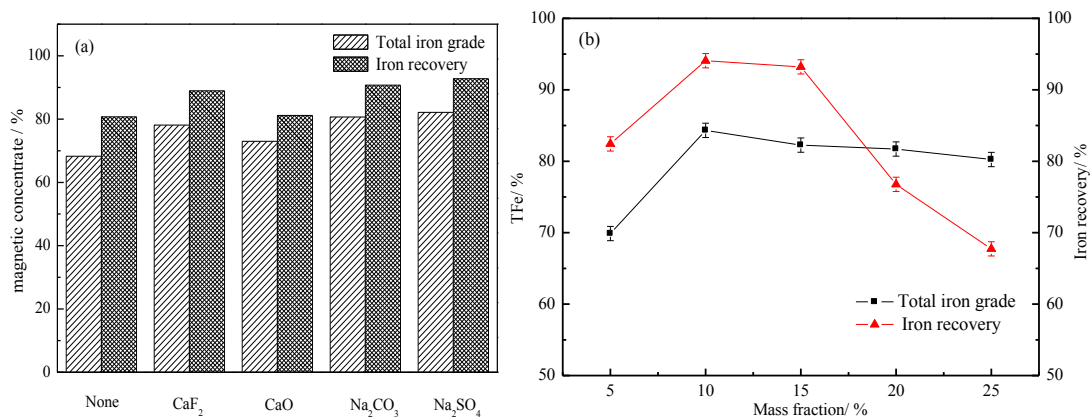 (a)
Total iron grade
Iron recovery
magnetic concentrate / %
100
80
60
40
20
0
None CaF₂ CaO Na₂CO₃ Na₂SO₄
(b)
TFe/ %
100
90
80
70
60
50
Total iron grade
Iron recovery
5 10 15 20 25
Mass fraction/ %
100
90
80
70
60
50
Iron recovery/ %